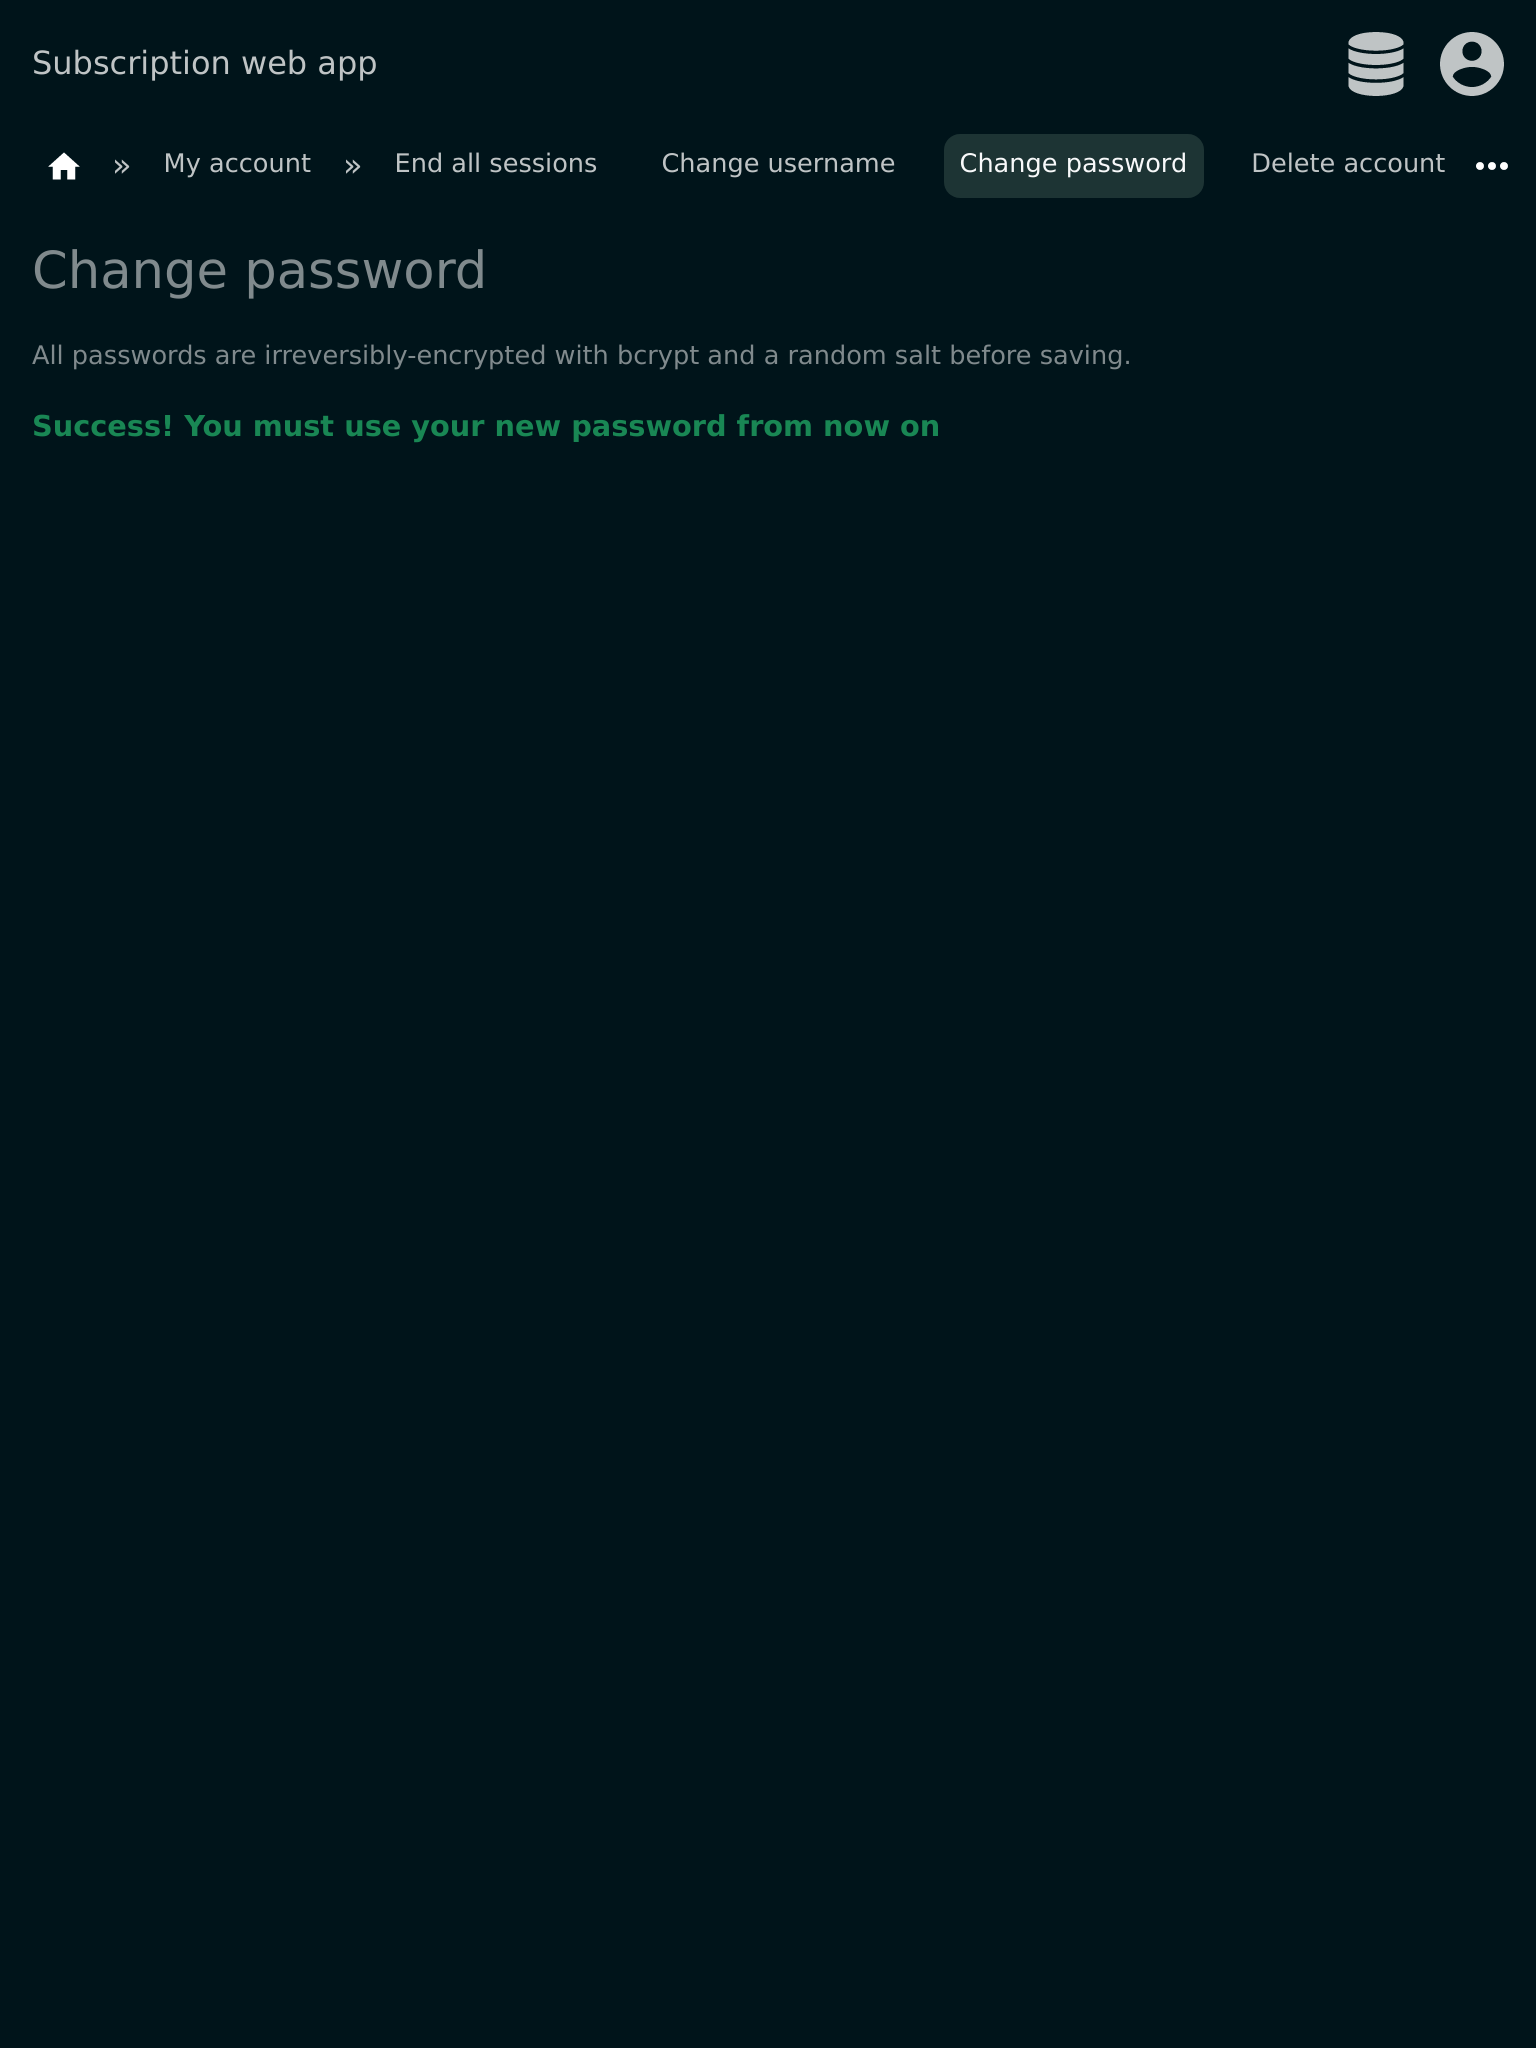 Subscription web app
» My account » End all sessions Change username Change password Delete account •••
Change password
All passwords are irreversibly-encrypted with bcrypt and a random salt before saving.
Success! You must use your new password from now on